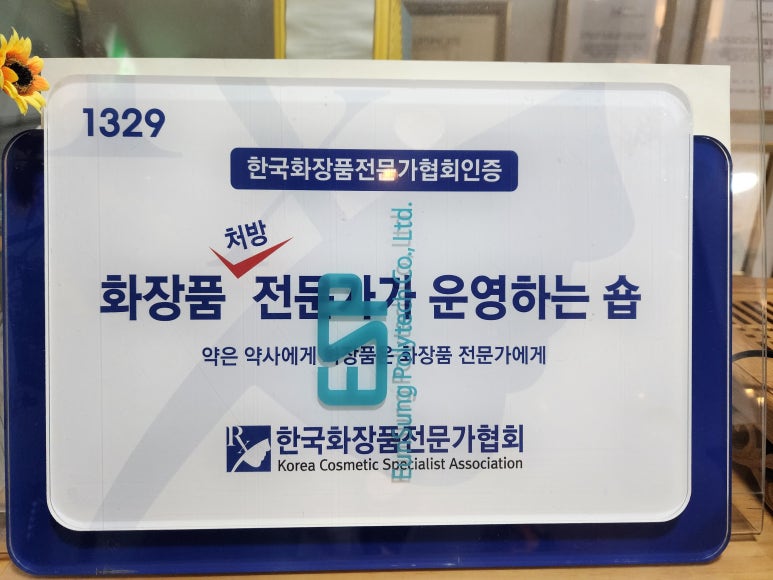 1329
한국화장품전문가협회인증
처방
화장품 전문가가 운영하는 숍
약은 약사에게 화장품은 화장품 전문가에게
ESP
EunSung Polytech Co., Ltd.
한국화장품전문가협회
Korea Cosmetic Specialist Association